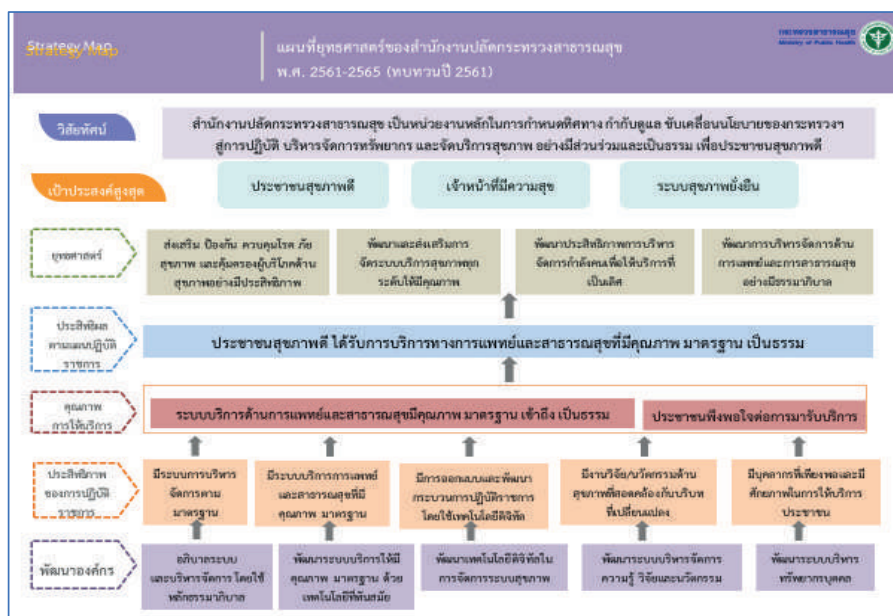 Strategy Map
แผนที่ยุทธศาสตร์ของสำนักงานปลัดกระทรวงสาธารณสุข
พ.ศ. 2561-2565 (ทบทวนปี 2561)
กระทรวงสาธารณสุข
Ministry of Public Health
วิสัยทัศน์
สำนักงานปลัดกระทรวงสาธารณสุข เป็นหน่วยงานหลักในการกำหนดทิศทาง กำกับดูแล ขับเคลื่อนนโยบายของกระทรวงฯ
สู่การปฏิบัติ บริหารจัดการทรัพยากร และจัดบริการสุขภาพ อย่างมีส่วนร่วมและเป็นธรรม เพื่อประชาชนสุขภาพดี
เป้าประสงค์สูงสุด
ประชาชนสุขภาพดี
เจ้าหน้าที่มีความสุข
ระบบสุขภาพยั่งยืน
ยุทธศาสตร์
ส่งเสริม ป้องกัน ควบคุมโรค ภัย
สุขภาพ และคุ้มครองผู้บริโภคด้าน
สุขภาพอย่างมีประสิทธิภาพ
พัฒนาและส่งเสริมการ
จัดระบบบริการสุขภาพทุก
ระดับให้มีคุณภาพ
พัฒนาประสิทธิภาพการบริหาร
จัดการกำลังคนเพื่อให้บริการที่
เป็นเลิศ
พัฒนาการบริหารจัดการด้าน
การแพทย์และการสาธารณสุข
อย่างมีธรรมาภิบาล
ประสิทธิผล
ตามแผนปฏิบัติ
ราชการ
ประชาชนสุขภาพดี ได้รับการบริการทางการแพทย์และสาธารณสุขที่มีคุณภาพ มาตรฐาน เป็นธรรม
คุณภาพ
การให้บริการ
ระบบบริการด้านการแพทย์และสาธารณสุขมีคุณภาพ มาตรฐาน เข้าถึง เป็นธรรม
ประชาชนพึงพอใจต่อการมารับบริการ
ประสิทธิภาพ
ของการปฏิบัติ
ราชการ
มีระบบการบริหาร
จัดการตาม
มาตรฐาน
มีระบบบริการการแพทย์
และสาธารณสุขที่มี
คุณภาพ มาตรฐาน
มีการออกแบบและพัฒนา
กระบวนการปฏิบัติราชการ
โดยใช้เทคโนโลยีดิจิทัล
มีงานวิจัย/นวัตกรรมด้าน
สุขภาพที่สอดคล้องกับบริบท
ที่เปลี่ยนแปลง
มีบุคลากรที่เพียงพอและมี
ศักยภาพในการให้บริการ
ประชาชน
พัฒนาองค์กร
อภิบาลระบบ
และบริหารจัดการ โดยใช้
หลักธรรมาภิบาล
พัฒนาระบบบริการให้มี
คุณภาพ มาตรฐาน ด้วย
เทคโนโลยีที่ทันสมัย
พัฒนาเทคโนโลยีดิจิทัลใน
การจัดการระบบสุขภาพ
พัฒนาระบบบริหารจัดการ
ความรู้ วิจัยและนวัตกรรม
พัฒนาระบบบริหาร
ทรัพยากรบุคคล